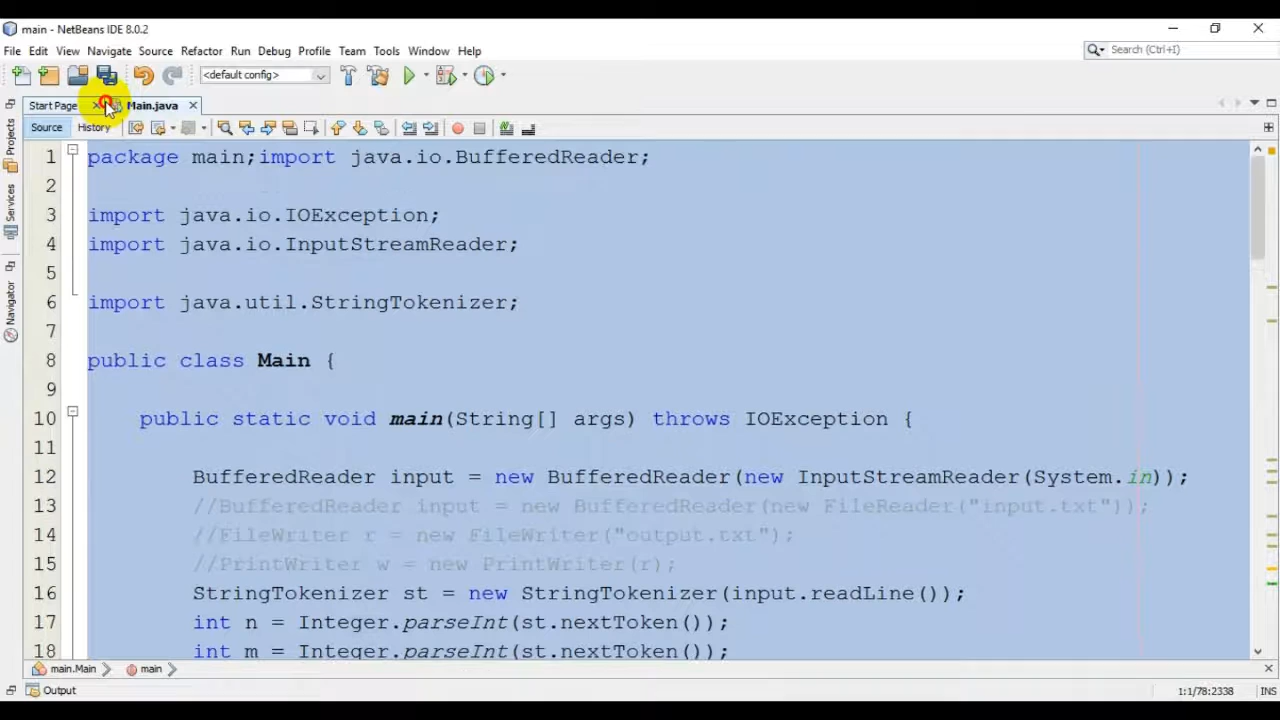 main - NetBeans IDE 8.0.2
File Edit View Navigate Source Refactor Run Debug Profile Team Tools Window Help
Search (Ctrl+I)
<default config>
Start Page Main.java
Source History
Projects
Services
Navigator
1 package main;import java.io.BufferedReader;
2
3 import java.io.IOException;
4 import java.io.InputStreamReader;
5
6 import java.util.StringTokenizer;
7
8 public class Main {
9
10 public static void main(String[] args) throws IOException {
11
12 BufferedReader input = new BufferedReader(new InputStreamReader(System.in));
13 //BufferedReader input = new BufferedReader(new FileReader("input.txt"));
14 //FileWriter r = new FileWriter("output.txt");
15 //PrintWriter w = new PrintWriter(r);
16 StringTokenizer st = new StringTokenizer(input.readLine());
17 int n = Integer.parseInt(st.nextToken());
18 int m = Integer.parseInt(st.nextToken());
main.Main main
Output
1:1/78:2338 INS